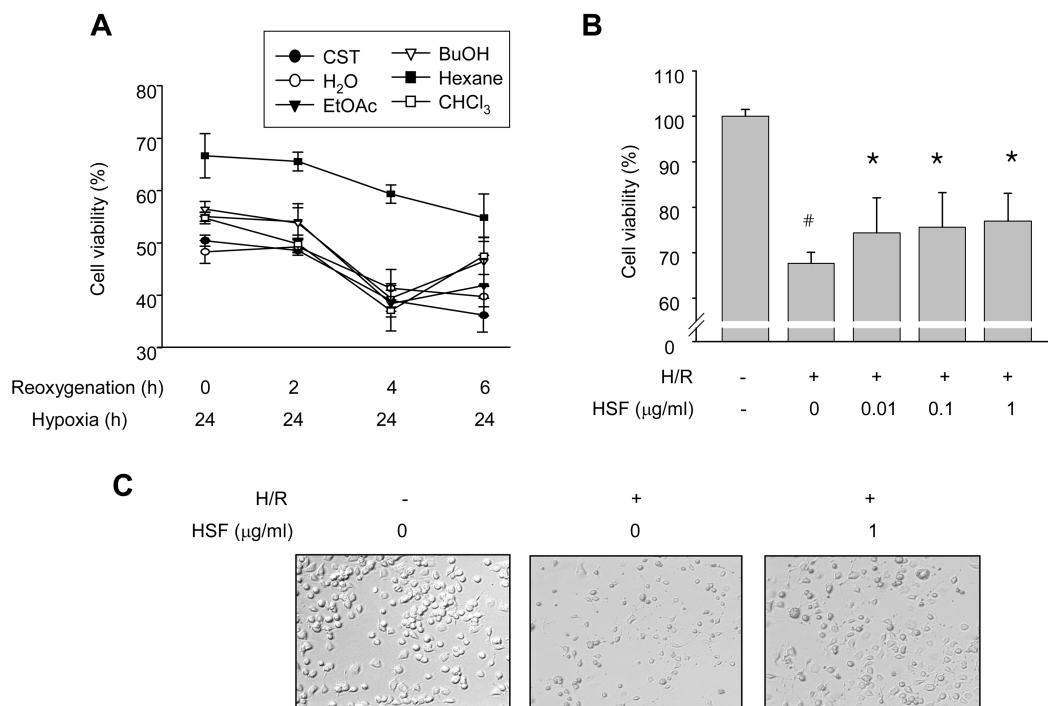 A
CST
H2O
EtOAc
BuOH
Hexane
CHCl3
Cell viability (%)
80
70
60
50
40
30
Reoxygenation (h) 0 2 4 6
Hypoxia (h) 24 24 24 24
B
Cell viability (%)
110
100
90
80
70
60
0
# * * *
H/R - + + + +
HSF (μg/ml) - 0 0.01 0.1 1
C
H/R - + +
HSF (μg/ml) 0 0 1